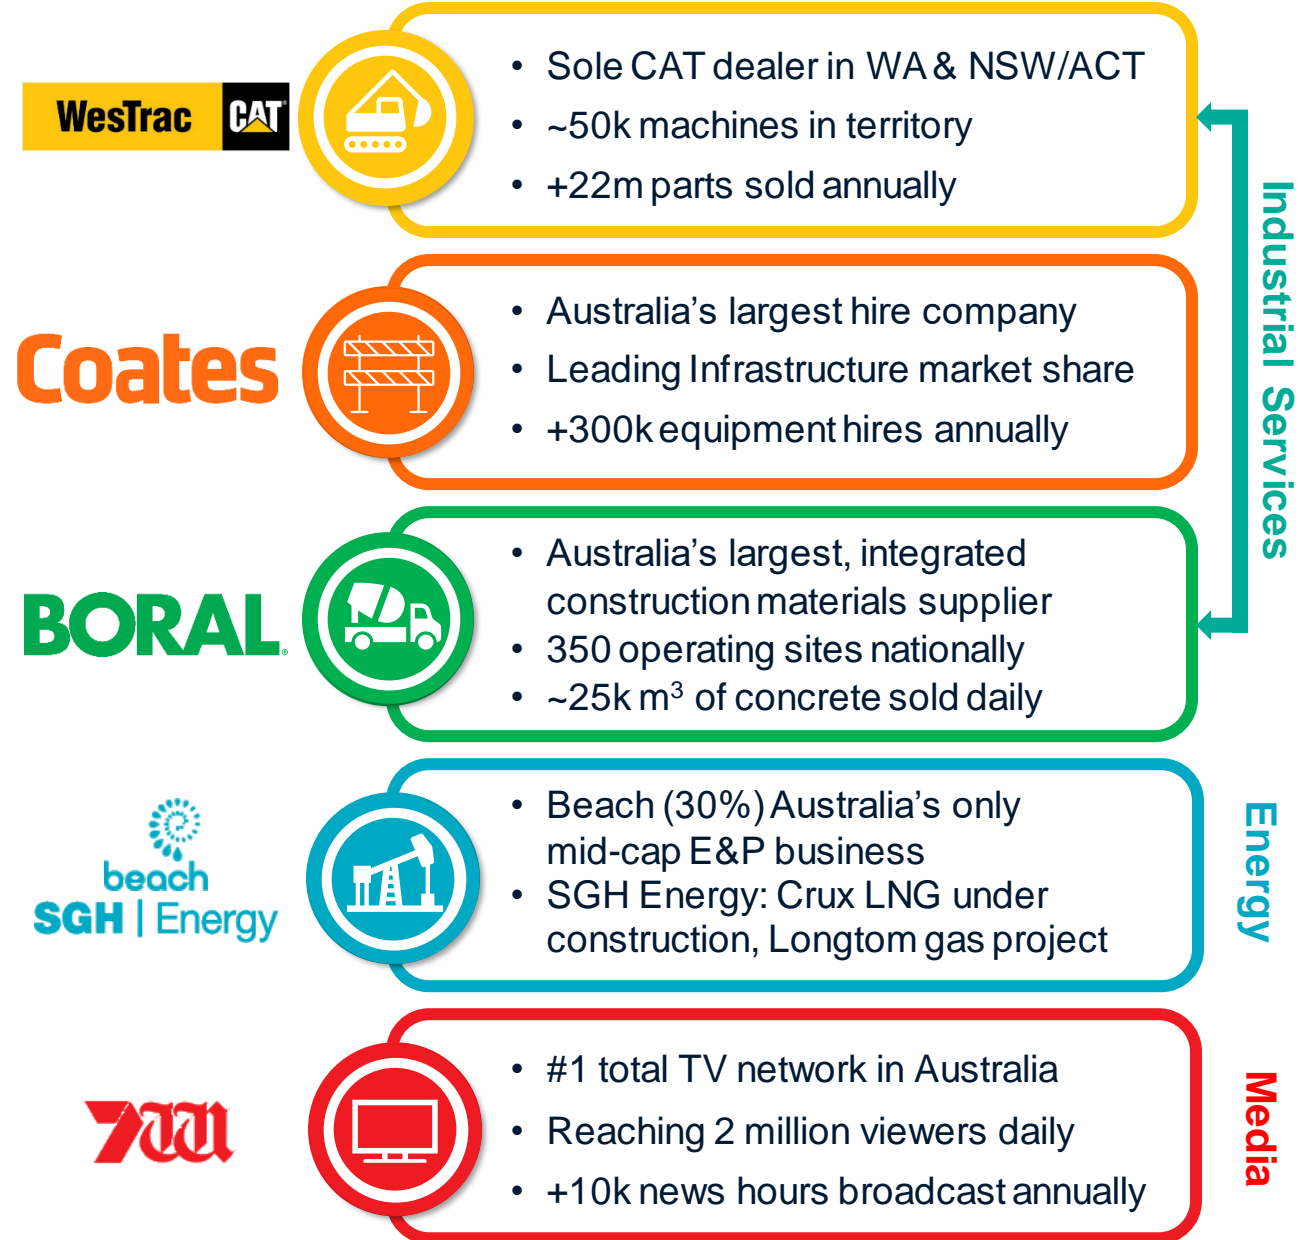 WesTrac CAT®
• Sole CAT dealer in WA & NSW/ACT
• ~50k machines in territory
• +22m parts sold annually
Coates
• Australia’s largest hire company
• Leading Infrastructure market share
• +300k equipment hires annually
BORAL®
• Australia’s largest, integrated
construction materials supplier
• 350 operating sites nationally
• ~25k m³ of concrete sold daily
Industrial Services
beach
SGH | Energy
• Beach (30%) Australia’s only
mid-cap E&P business
• SGH Energy: Crux LNG under
construction, Longtom gas project
Energy
7W
• #1 total TV network in Australia
• Reaching 2 million viewers daily
• +10k news hours broadcast annually
Media